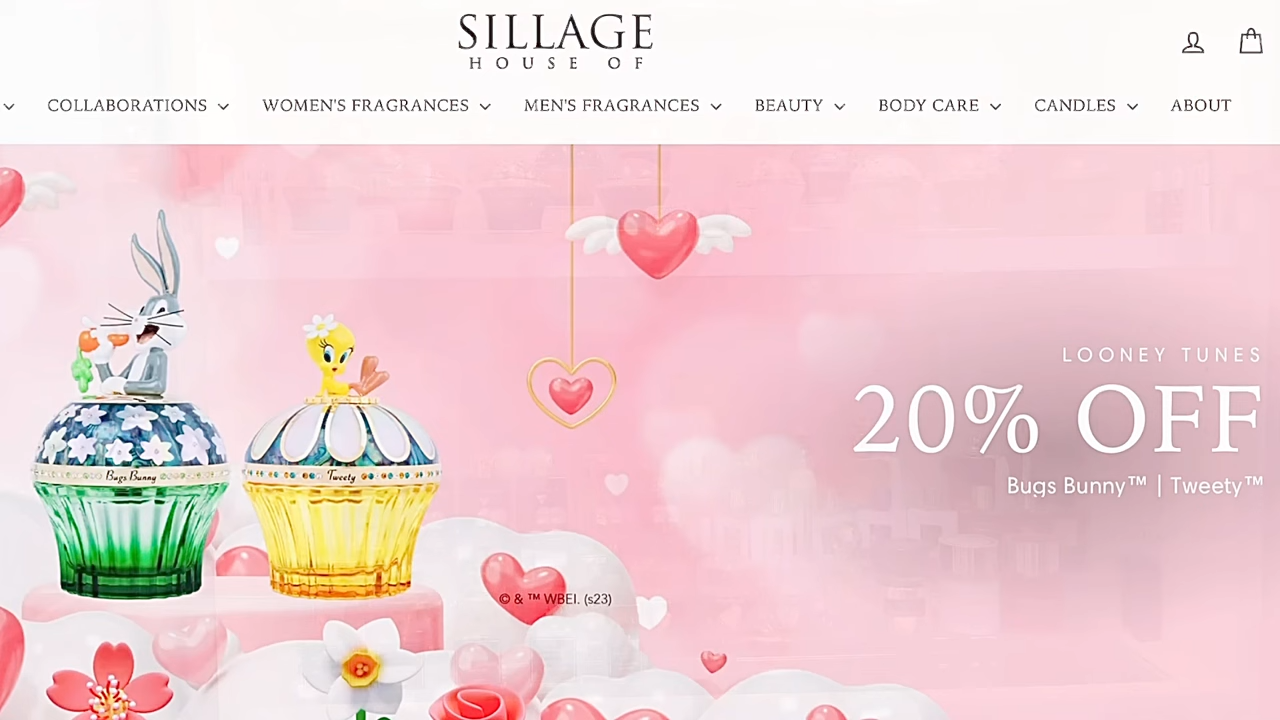 SILLAGE
HOUSE OF
COLLABORATIONS WOMEN'S FRAGRANCES MEN'S FRAGRANCES BEAUTY BODY CARE CANDLES ABOUT
LOONEY TUNES
20% OFF
Bugs Bunny™ | Tweety™
Bugs Bunny
Tweety
© & ™ WBEI. (s23)